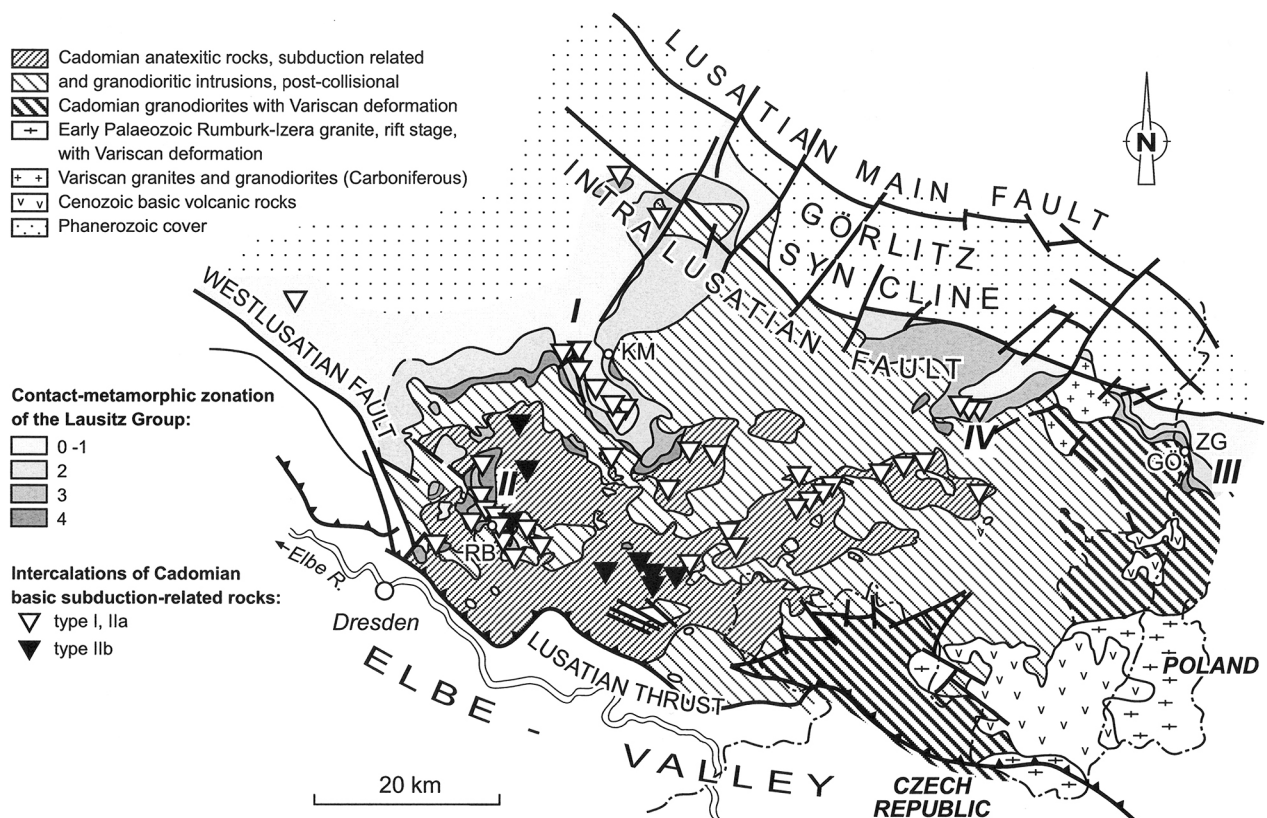 Cadomian anatexitic rocks, subduction related
and granodioritic intrusions, post-collisional
Cadomian granodiorites with Variscan deformation
Early Palaeozoic Rumburk-Izera granite, rift stage,
with Variscan deformation
Variscan granites and granodiorites (Carboniferous)
Cenozoic basic volcanic rocks
Phanerozoic cover
LUSATIAN MAIN FAULT
N
INTRA LUSATIAN FAULT
GÖRLITZ
SYNCLINE
WESTLUSATIAN FAULT
I
KM
Contact-metamorphic zonation
of the Lausitz Group:
0 -1
2
3
4
IV
ZG
GÖ
III
II
RB
Intercalations of Cadomian
basic subduction-related rocks:
type I, IIa
type IIb
Elbe R.
Dresden
LUSATIAN THRUST
ELBE - VALLEY
POLAND
CZECH
REPUBLIC
20 km